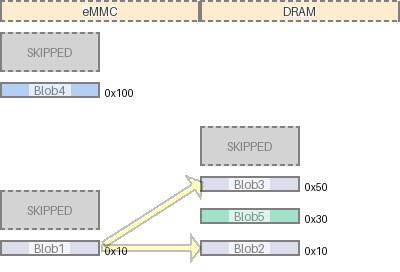 eMMC
DRAM
SKIPPED
Blob4
0x100
SKIPPED
Blob3
0x50
SKIPPED
Blob5
0x30
Blob1
0x10
Blob2
0x10